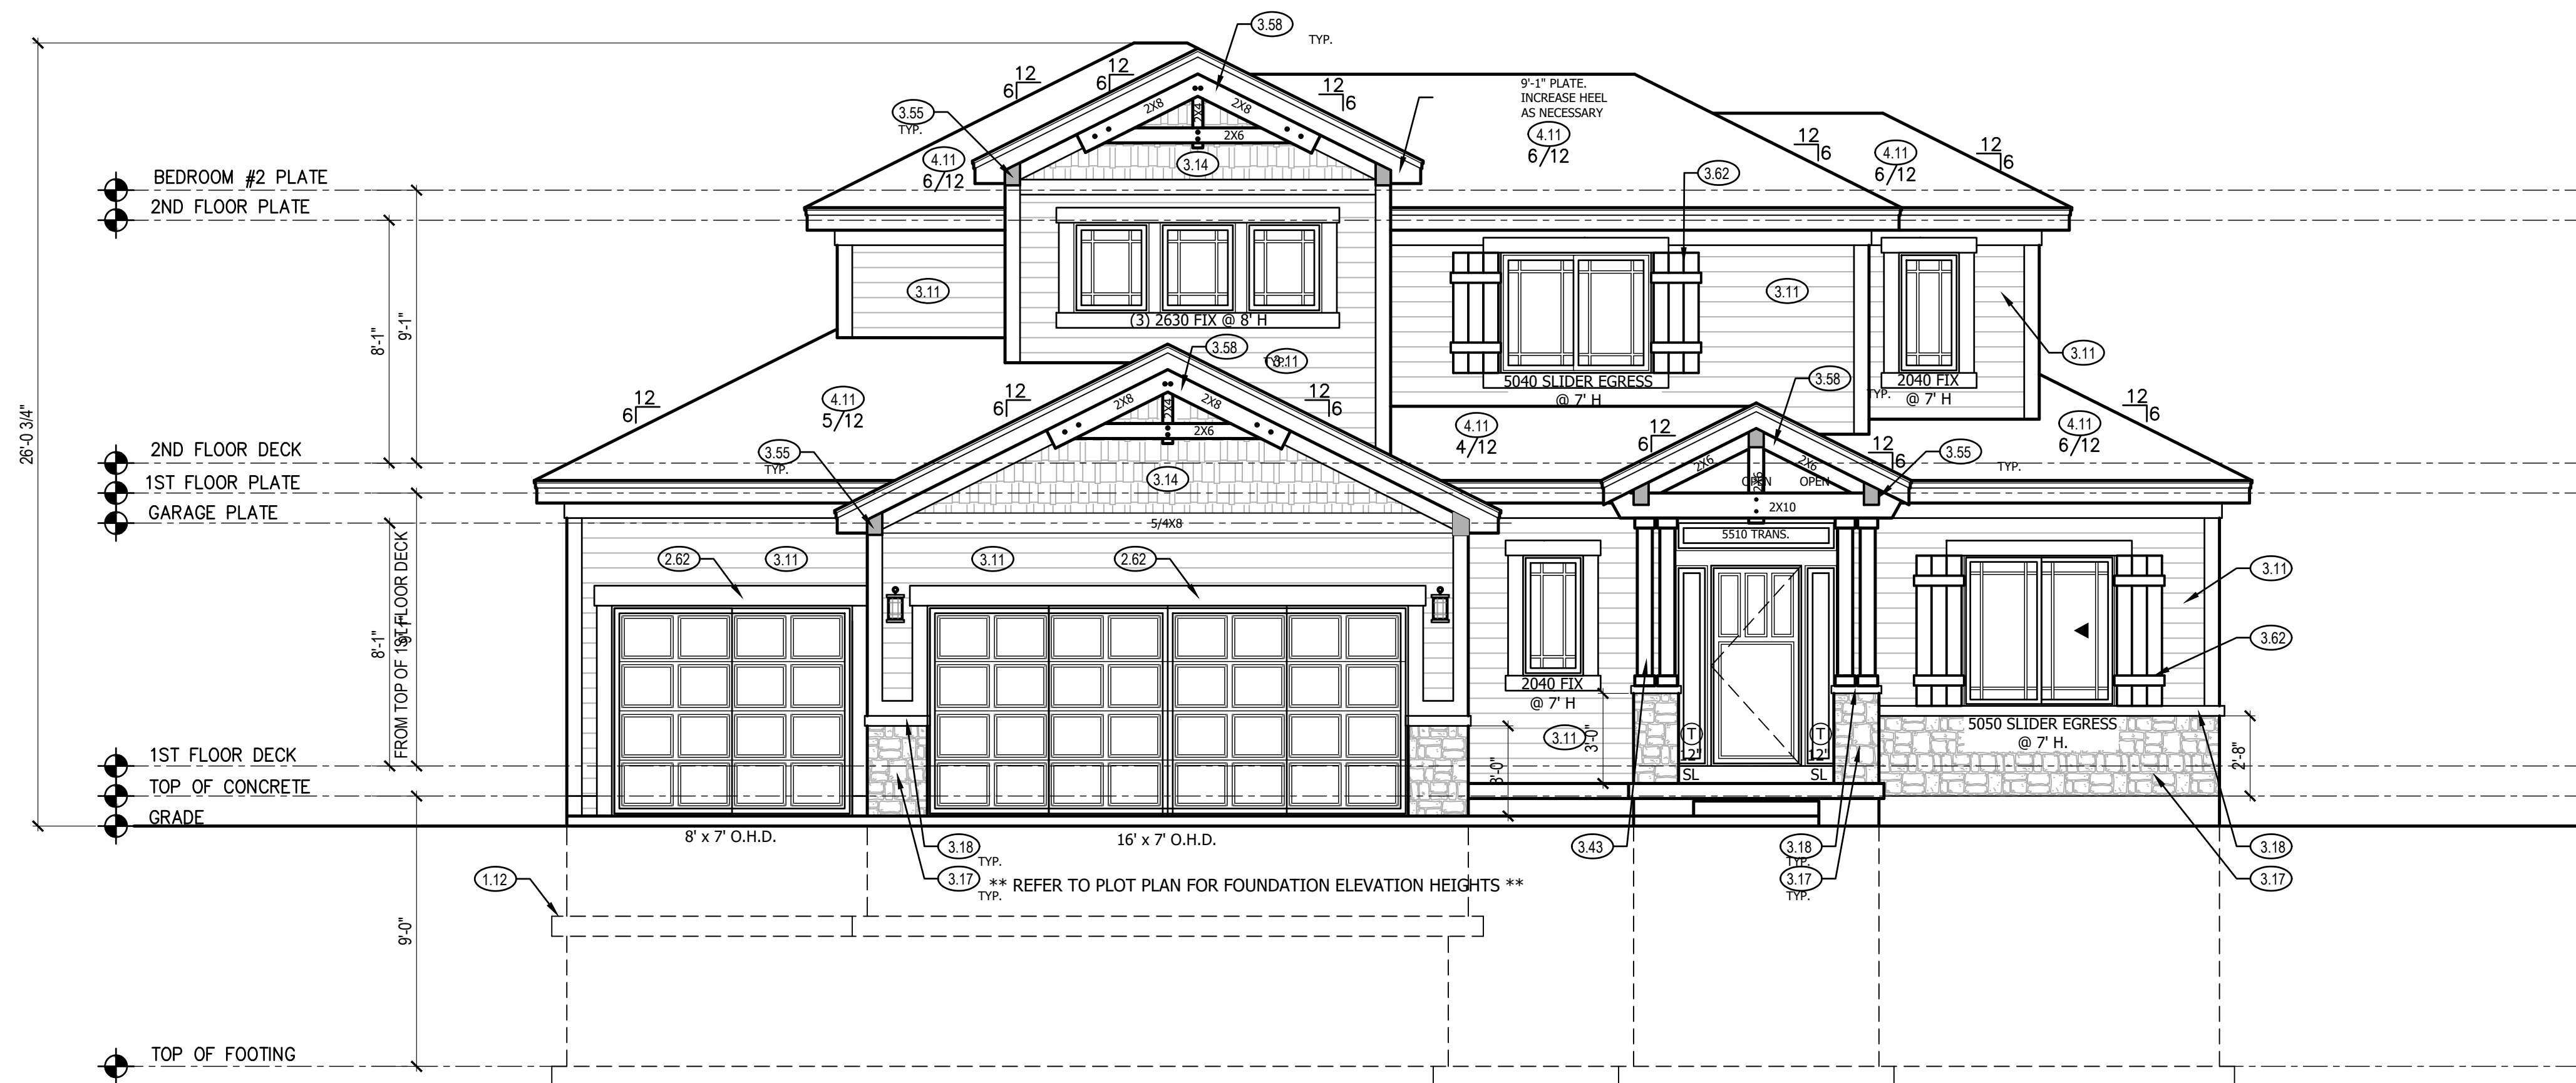 3.58
TYP.
12
6
12
6
12
6
9'-1" PLATE.
INCREASE HEEL
AS NECESSARY
3.55
TYP.
2X8
2X4
2X8
2X6
3.14
4.11
6/12
4.11
6/12
12
6
4.11
6/12
12
6
3.62
BEDROOM #2 PLATE
2ND FLOOR PLATE
3.11
(3) 2630 FIX @ 8' H
3.11
3.11
5040 SLIDER EGRESS
@ 7' H
2040 FIX
@ 7' H
3.11
26'-0 3/4"
8'-1"
9'-1"
3.58
TYP.
3.11
3.58
TYP.
12
6
4.11
5/12
12
6
2X8
2X4
2X8
2X6
12
6
4.11
4/12
12
6
12
6
4.11
6/12
12
6
2ND FLOOR DECK
1ST FLOOR PLATE
GARAGE PLATE
3.55
TYP.
3.14
5/4X8
2X6
2X6
2X6
OPEN
OPEN
2X10
3.55
TYP.
5510 TRANS.
2.62
3.11
3.11
2.62
3.11
3.62
8'-1"
9'-1"
FROM TOP OF 1ST FLOOR DECK
2040 FIX
@ 7' H
3.11
3'-0"
3'-0"
T
12"
SL
T
12"
SL
5050 SLIDER EGRESS
@ 7' H.
2'-8"
1ST FLOOR DECK
TOP OF CONCRETE
GRADE
8' x 7' O.H.D.
16' x 7' O.H.D.
3.18
TYP.
3.17
TYP.
3.43
3.18
TYP.
3.17
TYP.
3.18
3.17
1.12
** REFER TO PLOT PLAN FOR FOUNDATION ELEVATION HEIGHTS **
9'-0"
TOP OF FOOTING